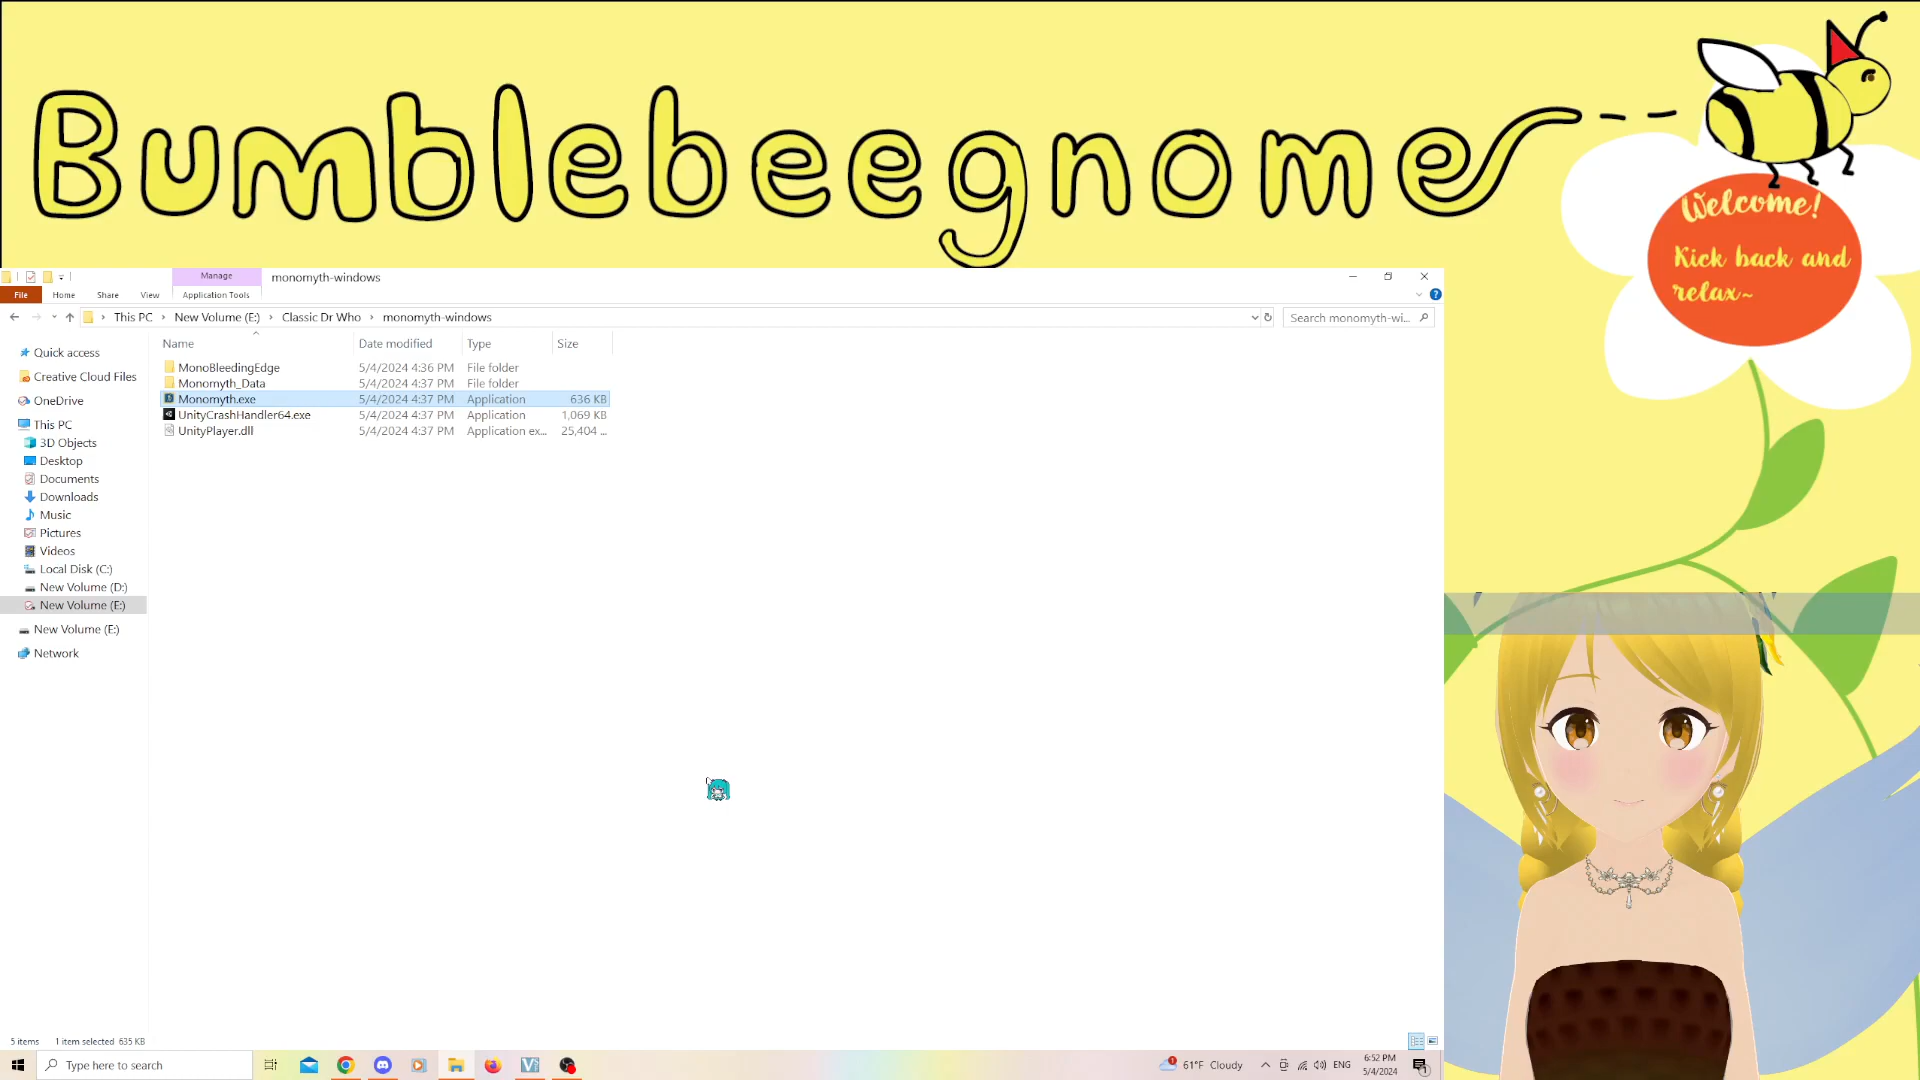 Bumblebeegnome
Welcome!
Kick back and
relax~
Manage
monomyth-windows
File
Home
Share
View
Application Tools
This PC
New Volume (E:)
Classic Dr Who
monomyth-windows
Search monomyth-wi...
Name
Date modified
Type
Size
MonoBleedingEdge 5/4/2024 4:36 PM File folder
Monomyth_Data 5/4/2024 4:37 PM File folder
Monomyth.exe 5/4/2024 4:37 PM Application 636 KB
UnityCrashHandler64.exe 5/4/2024 4:37 PM Application 1,069 KB
UnityPlayer.dll 5/4/2024 4:37 PM Application ex... 25,404 ...
Quick access
Creative Cloud Files
OneDrive
This PC
3D Objects
Desktop
Documents
Downloads
Music
Pictures
Videos
Local Disk (C:)
New Volume (D:)
New Volume (E:)
New Volume (E:)
Network
5 items 1 item selected 635 KB
Type here to search
61°F Cloudy
ENG
6:52 PM
5/4/2024